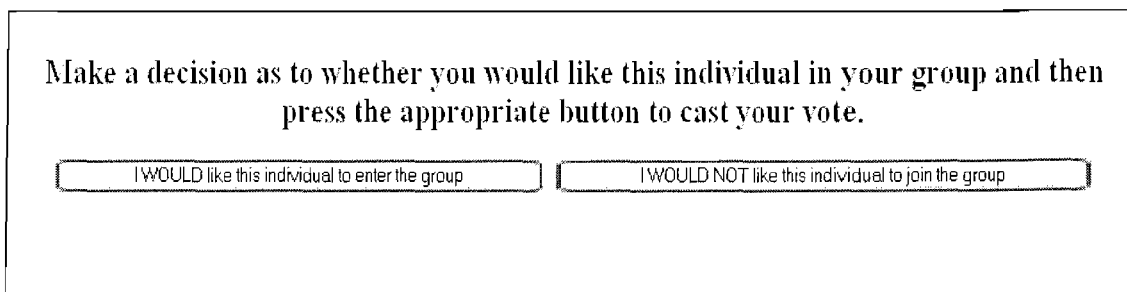 Make a decision as to whether you would like this individual in your group and then
press the appropriate button to cast your vote.
I WOULD like this individual to enter the group
I WOULD NOT like this individual to join the group